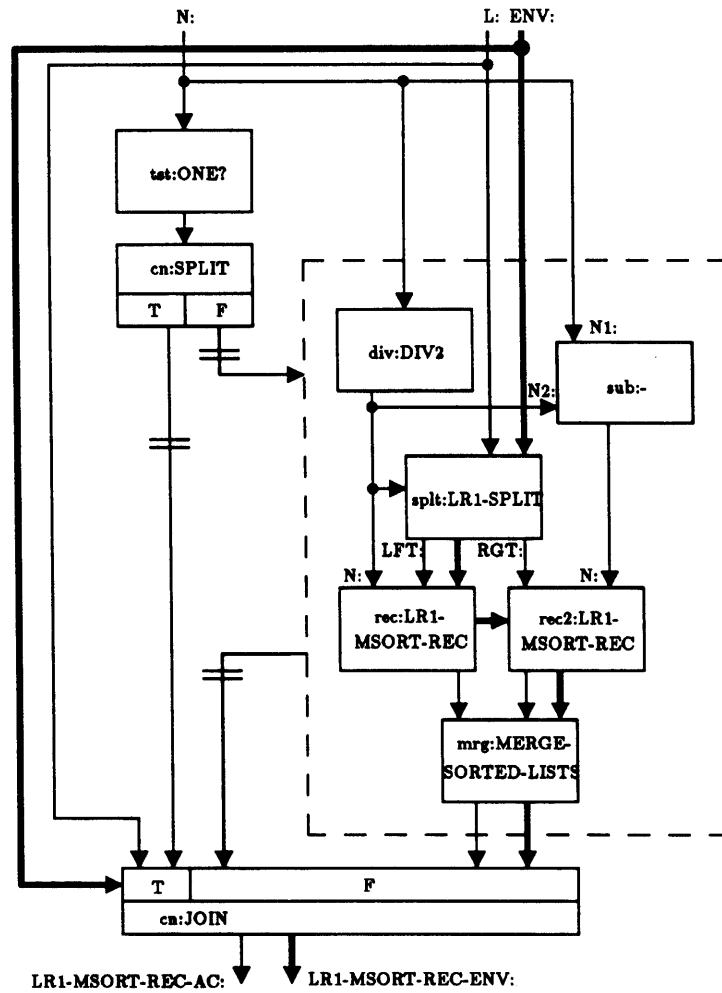 N:
L: ENV:
tst:ONE?
cn:SPLIT
T F
N1:
div:DIV2
N2:
sub:-
splt:LR1-SPLIT
LFT: RGT:
N: N:
rec:LR1-
MSORT-REC
rec2:LR1-
MSORT-REC
mrg:MERGE-
SORTED-LISTS
T F
cn:JOIN
LR1-MSORT-REC-AC: LR1-MSORT-REC-ENV: